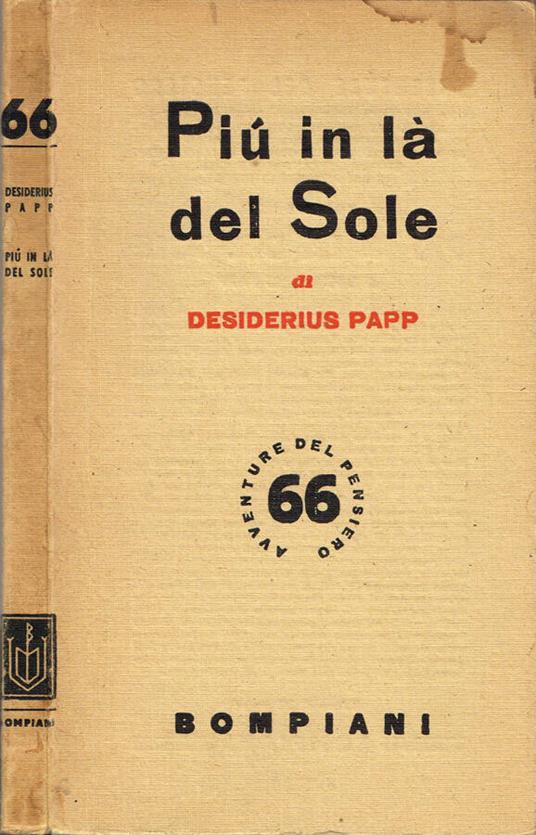 66
DESIDERIUS
PAPP
PIÚ IN LÀ
DEL SOLE
BOMPIANI
Piú in là
del Sole
di
DESIDERIUS PAPP
AVVENTURE DEL PENSIERO
66
BOMPIANI